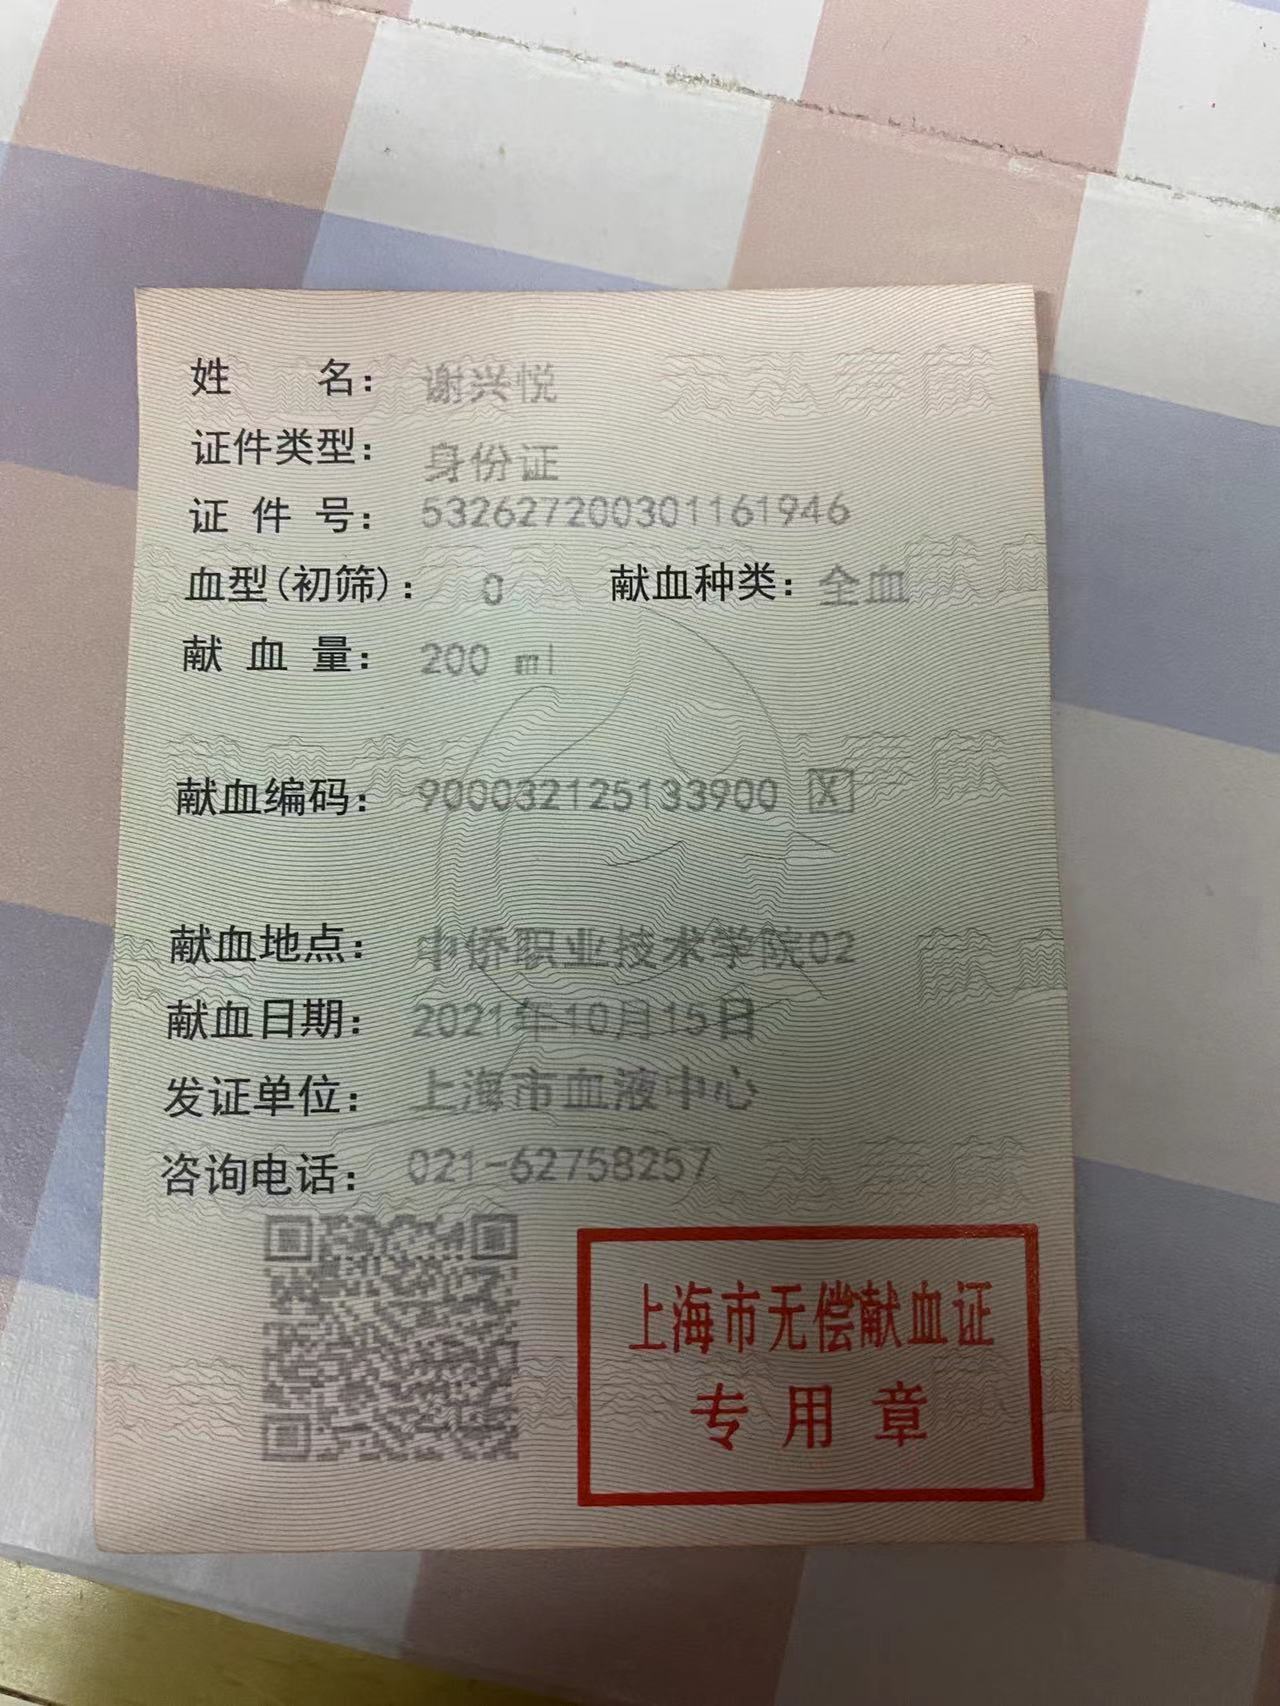 姓名：谢兴悦
证件类型：身份证
证件号：532627200301161946
血型(初筛)：O 献血种类：全血
献血量：200 ml
献血编码：900032125133900 X
献血地点：中侨职业技术学院02
献血日期：2021年10月15日
发证单位：上海市血液中心
咨询电话：021-62758257
上海市无偿献血证
专用章